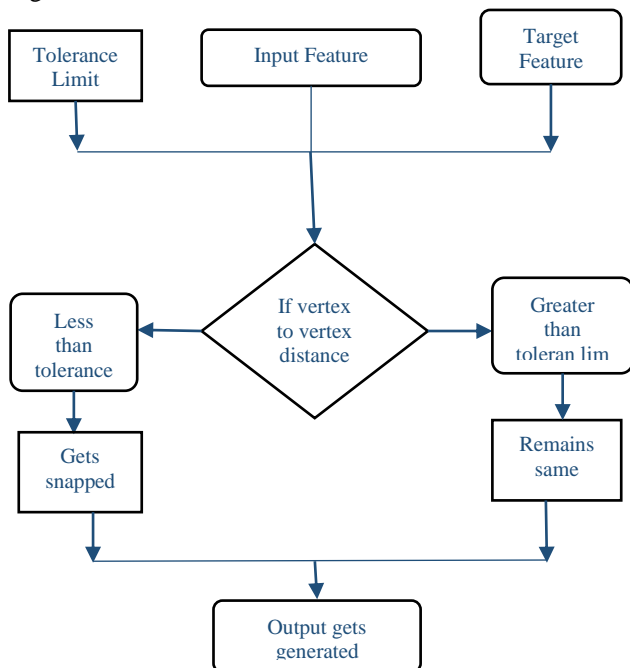 Tolerance
Limit
Input Feature
Target
Feature
If vertex
to vertex
distance
Less
than
tolerance
Greater
than
toleran lim
Gets
snapped
Remains
same
Output gets
generated